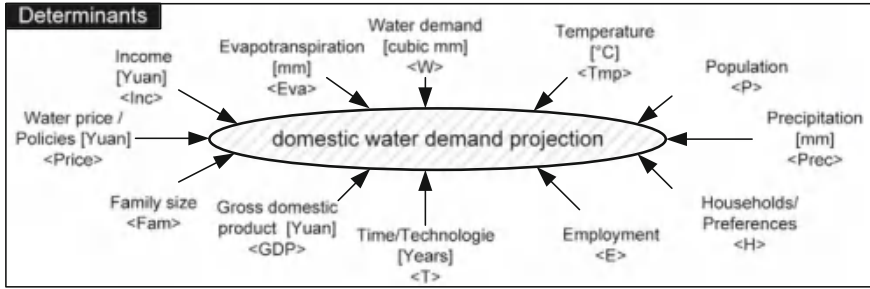 Determinants
Income
[Yuan]
<Inc>
Evapotranspiration
[mm]
<Eva>
Water demand
[cubic mm]
<W>
Temperature
[°C]
<Tmp>
Population
<P>
Water price /
Policies [Yuan]
<Price>
domestic water demand projection
Precipitation
[mm]
<Prec>
Family size
<Fam>
Gross domestic
product [Yuan]
<GDP>
Time/Technologie
[Years]
<T>
Employment
<E>
Households/
Preferences
<H>